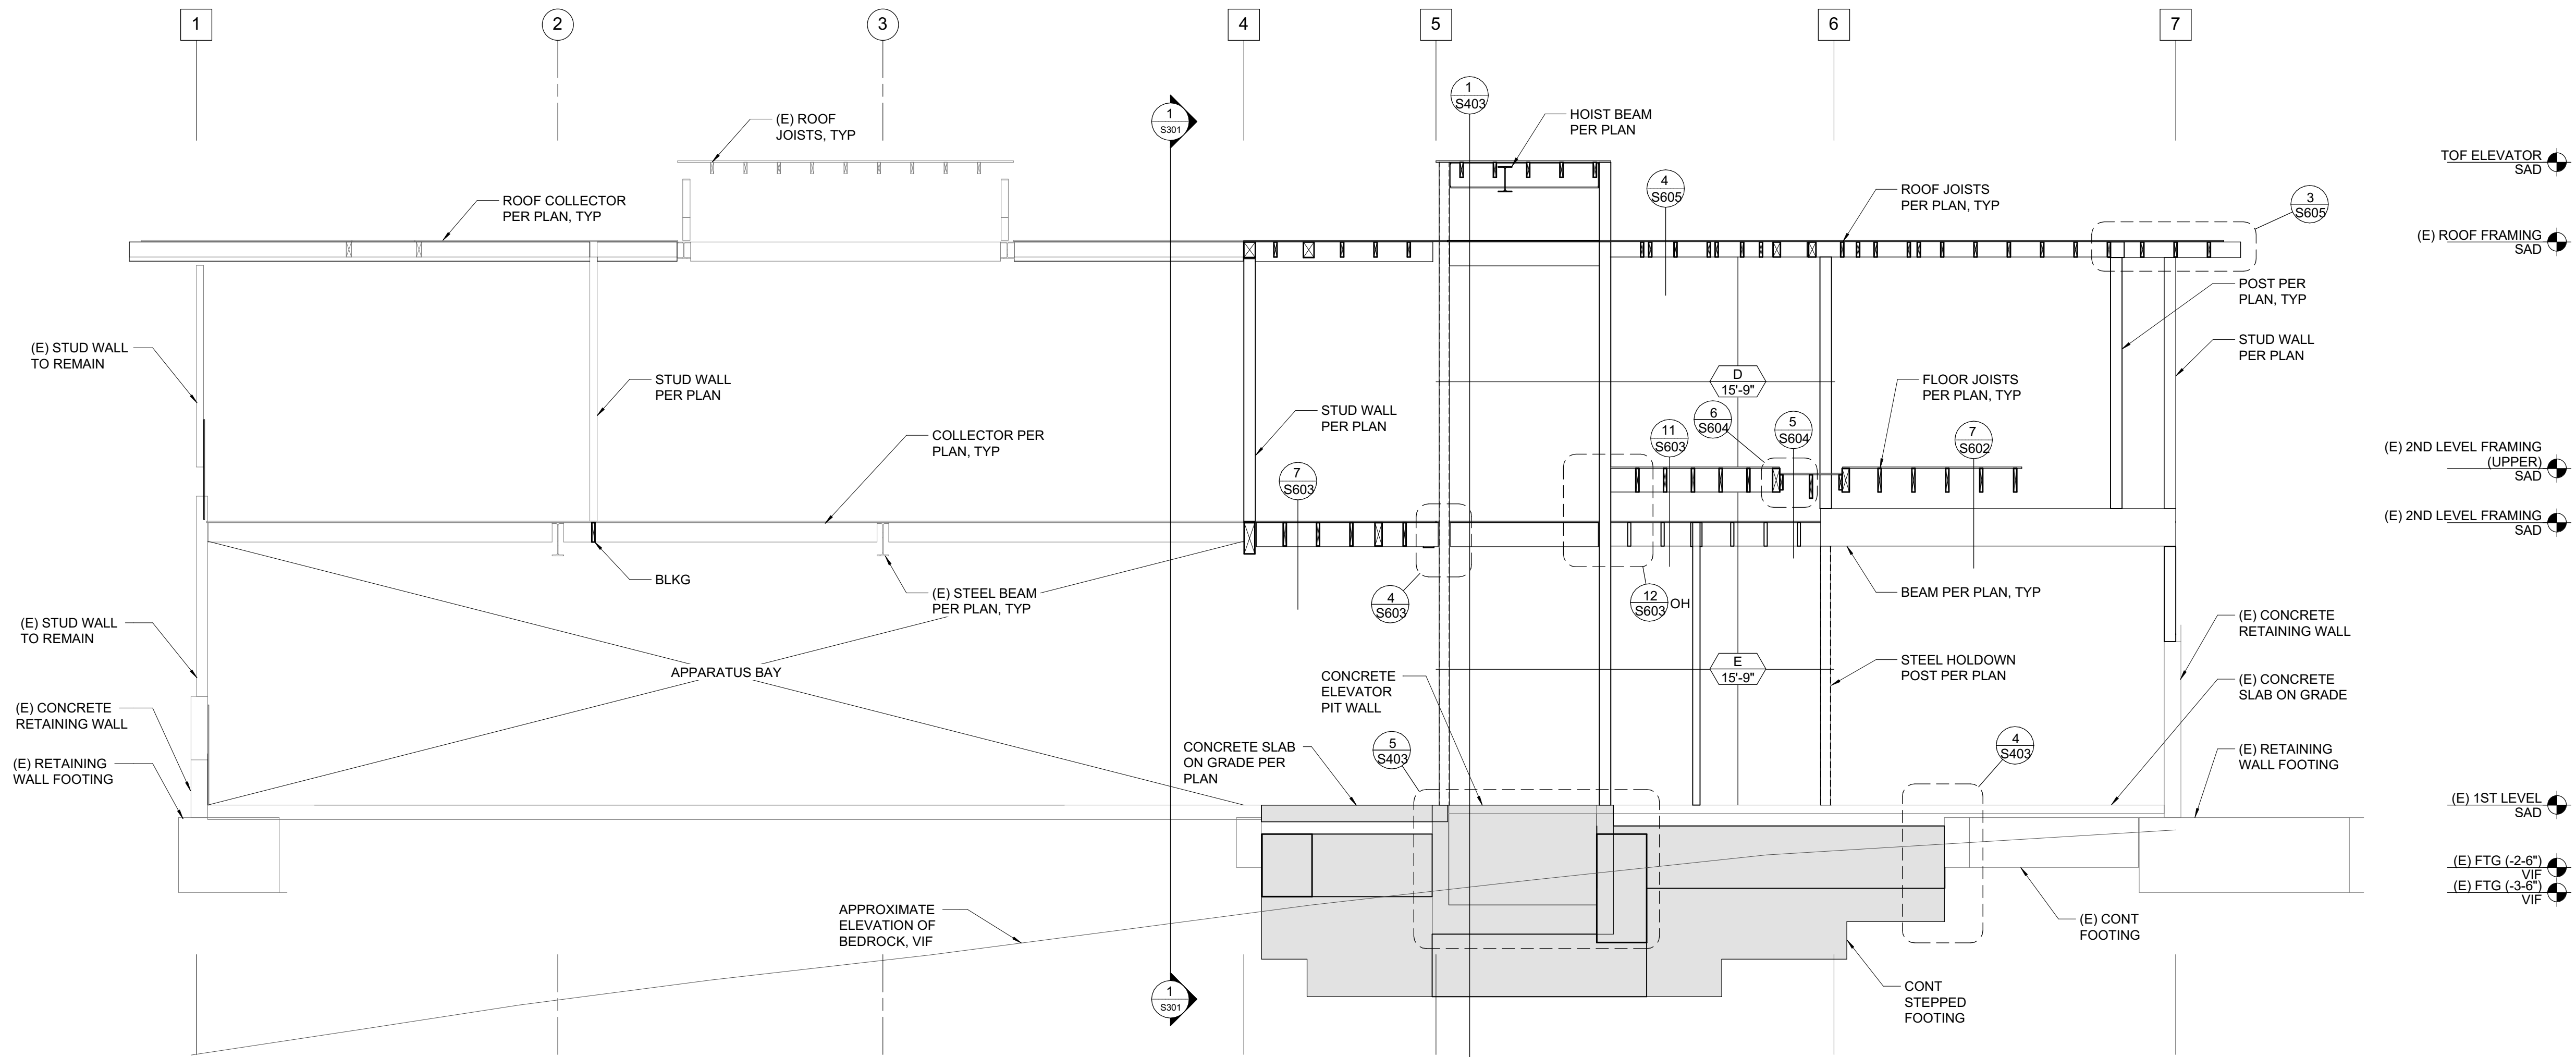 1
2
3
4
5
6
7
1
S403
HOIST BEAM
PER PLAN
(E) ROOF
JOISTS, TYP
1
S301
TOF ELEVATOR
SAD
4
S605
ROOF JOISTS
PER PLAN, TYP
3
S605
ROOF COLLECTOR
PER PLAN, TYP
(E) ROOF FRAMING
SAD
POST PER
PLAN, TYP
(E) STUD WALL
TO REMAIN
STUD WALL
PER PLAN
STUD WALL
PER PLAN
D
15'-9"
FLOOR JOISTS
PER PLAN, TYP
STUD WALL
PER PLAN
6
S604
5
S604
11
S603
7
S602
COLLECTOR PER
PLAN, TYP
(E) 2ND LEVEL FRAMING
(UPPER)
SAD
7
S603
(E) 2ND LEVEL FRAMING
SAD
BLKG
(E) STEEL BEAM
PER PLAN, TYP
4
S603
12
S603
OH
BEAM PER PLAN, TYP
(E) STUD WALL
TO REMAIN
(E) CONCRETE
RETAINING WALL
APPARATUS BAY
E
15'-9"
STEEL HOLDOWN
POST PER PLAN
CONCRETE
ELEVATOR
PIT WALL
(E) CONCRETE
SLAB ON GRADE
(E) CONCRETE
RETAINING WALL
CONCRETE SLAB
ON GRADE PER
PLAN
5
S403
4
S403
(E) RETAINING
WALL FOOTING
(E) RETAINING
WALL FOOTING
(E) 1ST LEVEL
SAD
(E) FTG (-2-6")
VIF
(E) FTG (-3-6")
VIF
APPROXIMATE
ELEVATION OF
BEDROCK, VIF
(E) CONT
FOOTING
1
S301
CONT
STEPPED
FOOTING